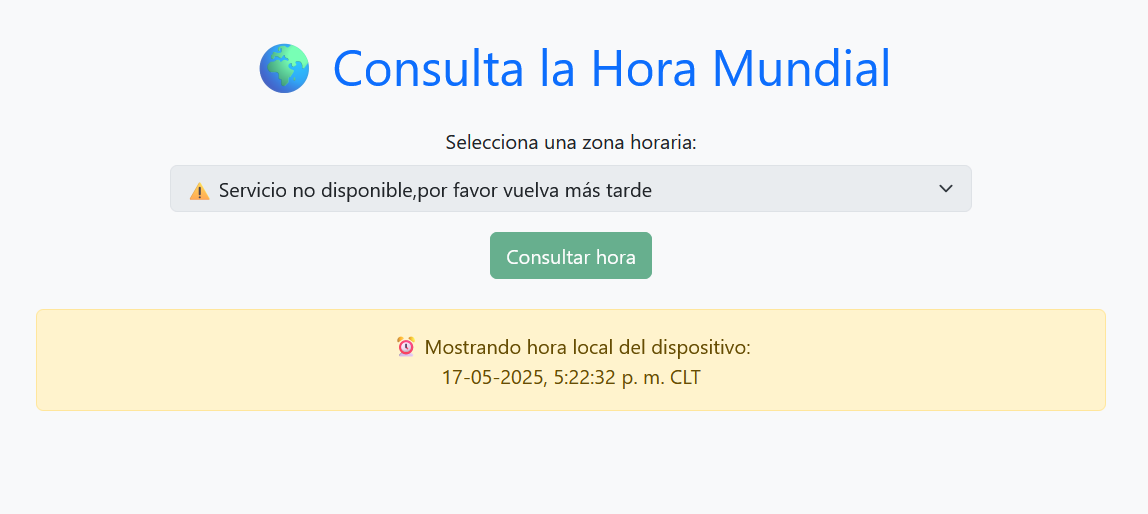 Consulta la Hora Mundial
Selecciona una zona horaria:
Servicio no disponible,por favor vuelva más tarde
Consultar hora
Mostrando hora local del dispositivo:
17-05-2025, 5:22:32 p. m. CLT